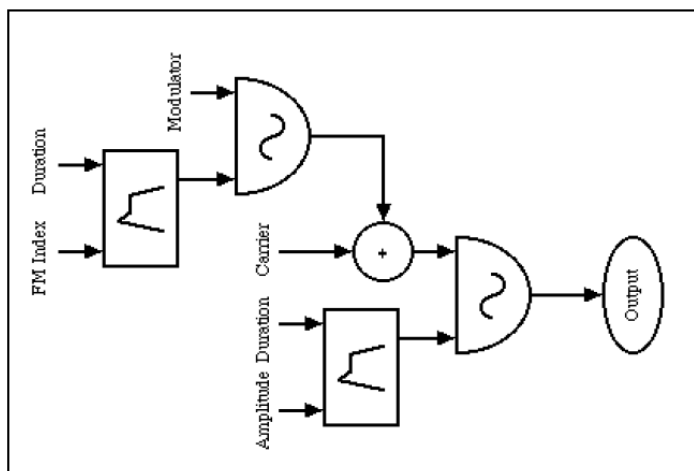 FM Index
Duration
Modulator
Carrier
+
Amplitude
Duration
Output